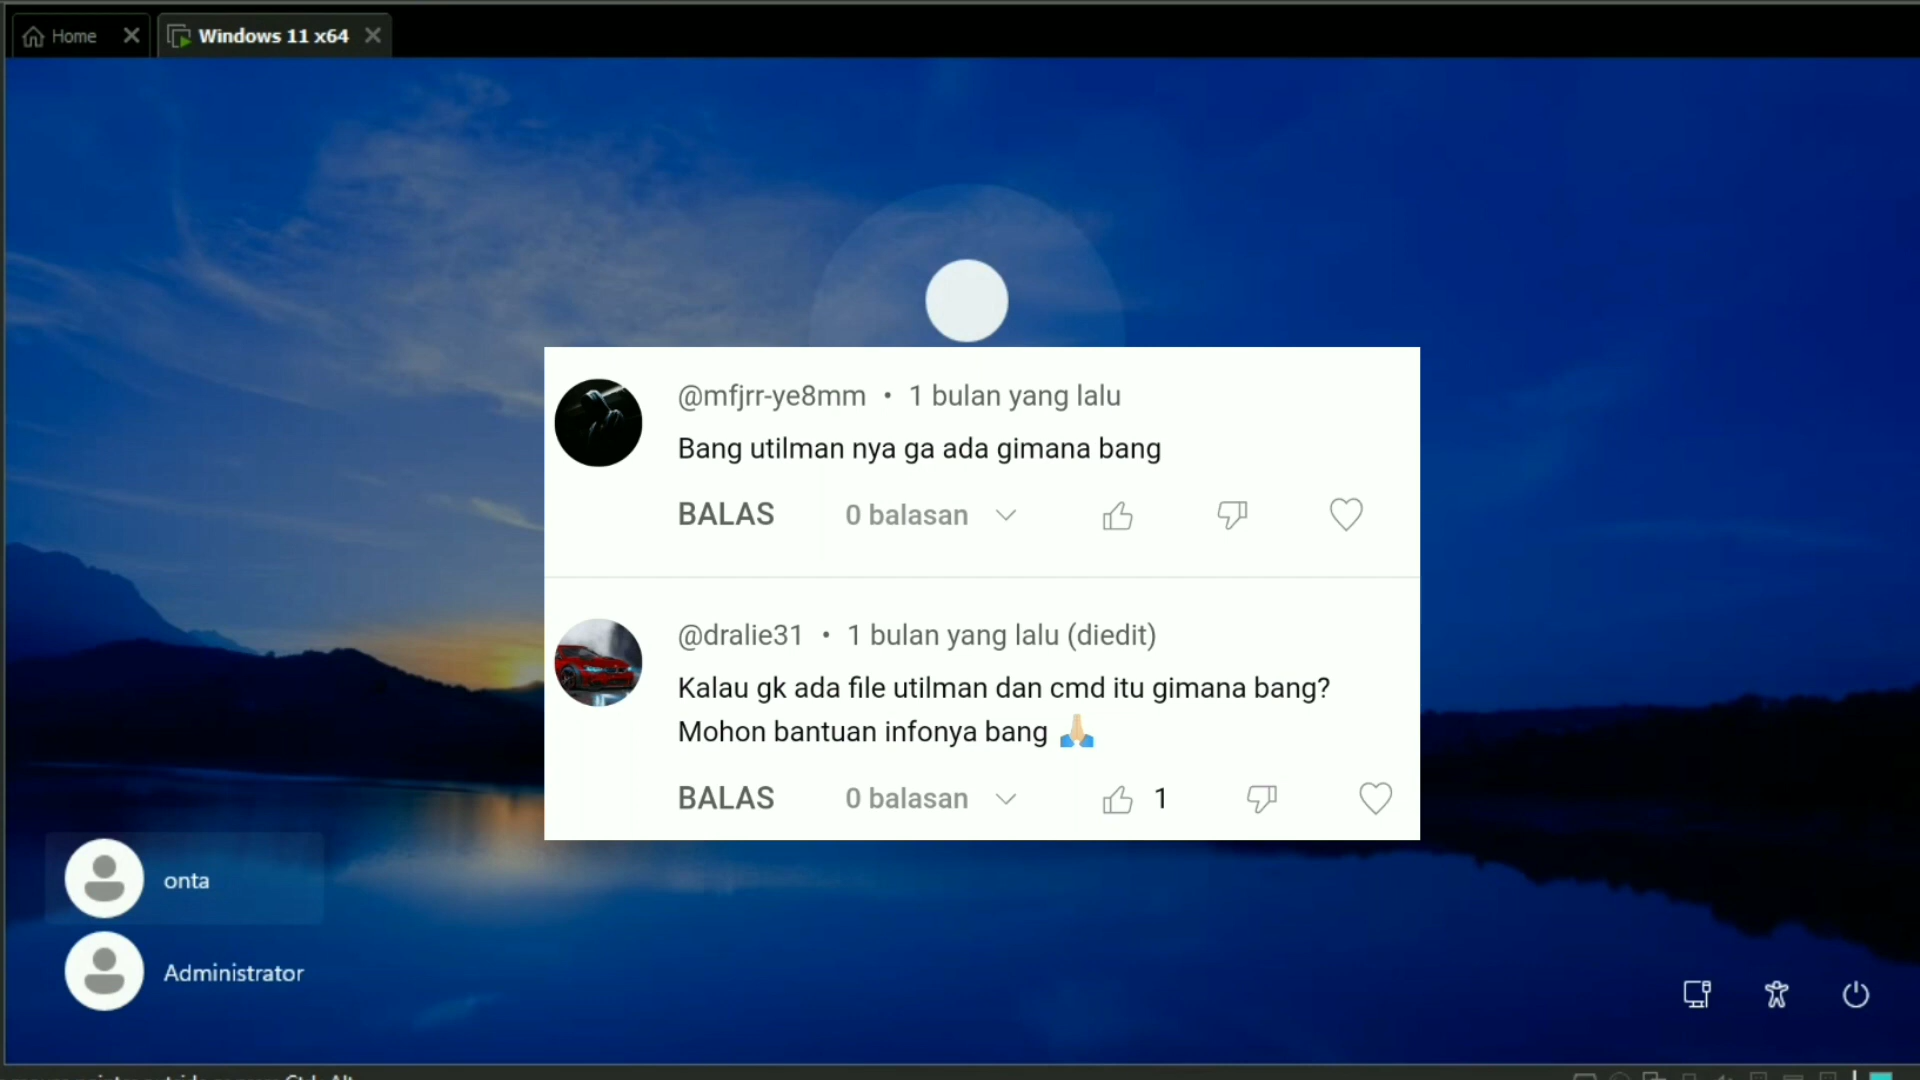 Home
Windows 11 x64
@mfjrr-ye8mm • 1 bulan yang lalu
Bang utilman nya ga ada gimana bang
BALAS 0 balasan
@dralie31 • 1 bulan yang lalu (diedit)
Kalau gk ada file utilman dan cmd itu gimana bang?
Mohon bantuan infonya bang 🙏🏼
BALAS 0 balasan 1
onta
Administrator